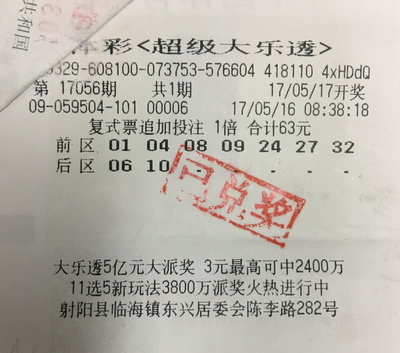 共和国
体彩<超级大乐透>
3329-608100-073753-576604 418110 4xHDdQ
第 17056期 共1期 17/05/17开奖
09-059504-101 00006 17/05/16 08:38:18
复式票追加投注 1倍 合计63元
前区 01 04 08 09 24 27 32
后区 06 10 - - - - -
已兑奖
大乐透5亿元大派奖 3元最高可中2400万
11选5新玩法3800万派奖火热进行中
射阳县临海镇东兴居委会陈李路282号